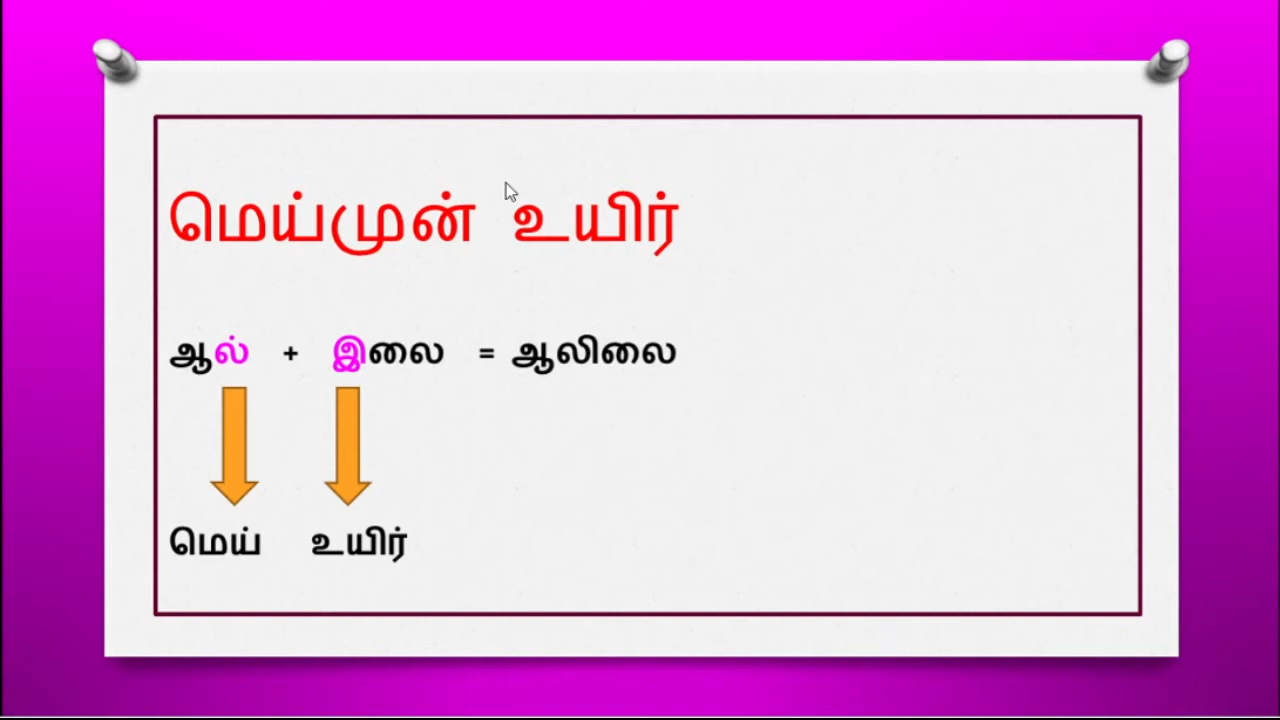 மெய்முன் உயிர்
ஆல் + இலை = ஆலிலை
மெய் உயிர்